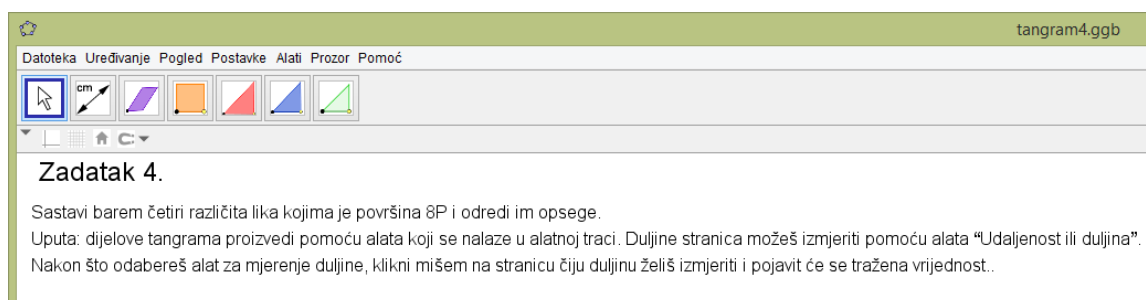 tangram4.ggb
Datoteka Uređivanje Pogled Postavke Alati Prozor Pomoć
cm
Zadatak 4.
Sastavi barem četiri različita lika kojima je površina 8P i odredi im opsege.
Uputa: dijelove tangrama proizvedi pomoću alata koji se nalaze u alatnoj traci. Duljine stranica možeš izmjeriti pomoću alata “Udaljenost ili duljina”.
Nakon što odabereš alat za mjerenje duljine, klikni mišem na stranicu čiju duljinu želiš izmjeriti i pojavit će se tražena vrijednost..